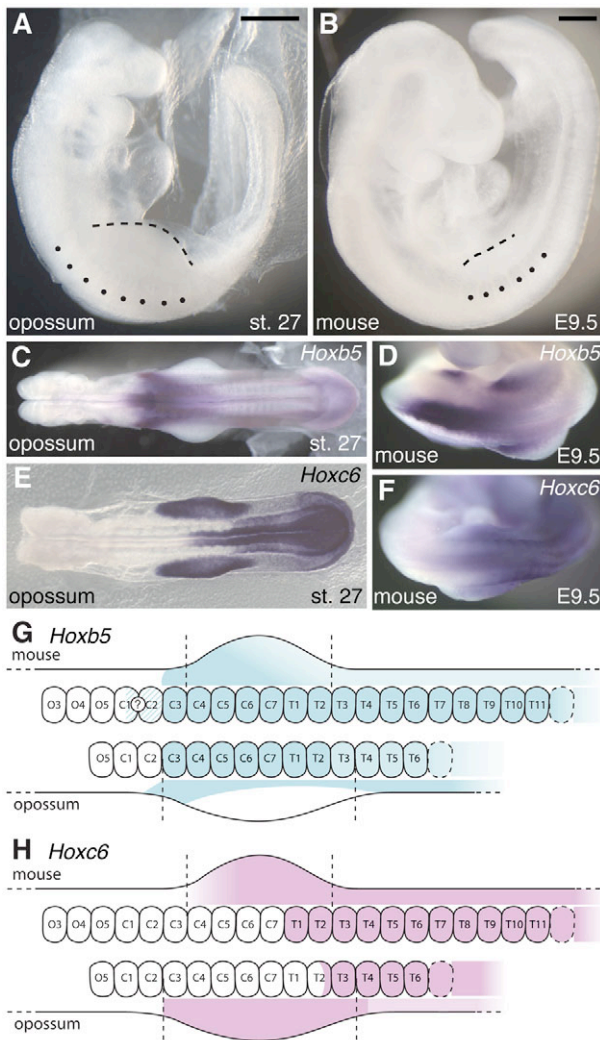 A
B
opossum st. 27
mouse E9.5
C Hoxb5
opossum st. 27
D Hoxb5
mouse E9.5
E Hoxc6
opossum st. 27
F Hoxc6
mouse E9.5
G Hoxb5
mouse
O3 O4 O5 C1 ? C2 C3 C4 C5 C6 C7 T1 T2 T3 T4 T5 T6 T7 T8 T9 T10 T11
O5 C1 C2 C3 C4 C5 C6 C7 T1 T2 T3 T4 T5 T6
opossum
H Hoxc6
mouse
O3 O4 O5 C1 C2 C3 C4 C5 C6 C7 T1 T2 T3 T4 T5 T6 T7 T8 T9 T10 T11
O5 C1 C2 C3 C4 C5 C6 C7 T1 T2 T3 T4 T5 T6
opossum